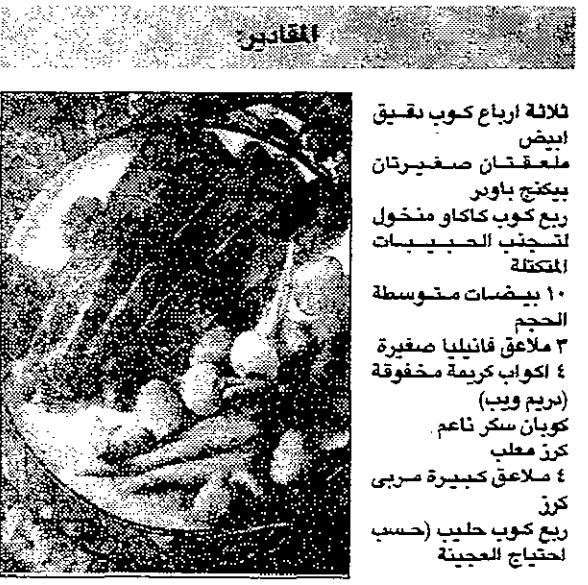 المقادير:
ثلاثة ارباع كوب دقيق
ابيض
ملعقتان صغيرتان
بيكنج باودر
ربع كوب كاكاو منخول
لتجنب الحبيبات
المتكتلة
١٠ بيضات متوسطة
الحجم
٣ ملاعق فانيليا صغيرة
٤ اكواب كريمة مخفوقة
(دريم ويب)
كوبان سكر ناعم
كرز معلب
٤ ملاعق كبيرة مربى
كرز
ربع كوب حليب (حسب
احتياج العجينة